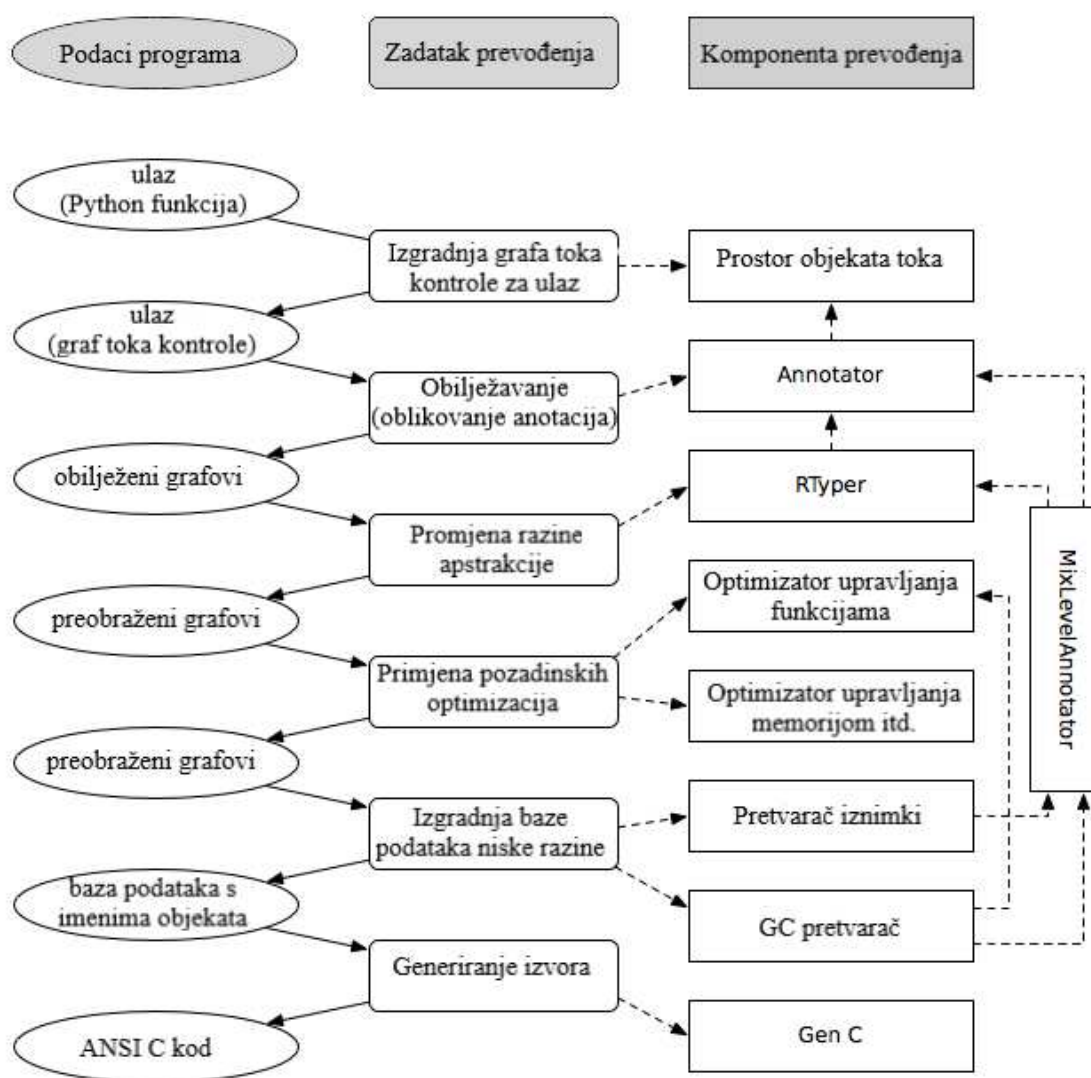 Podaci programa
Zadatak prevođenja
Komponenta prevođenja
ulaz
(Python funkcija)
Izgradnja grafa toka
kontrole za ulaz
Prostor objekata toka
ulaz
(graf toka kontrole)
Obilježavanje
(oblikovanje anotacija)
Annotator
obilježeni grafovi
RTyper
Promjena razine
apstrakcije
MixLevelAnnotator
Optimizator upravljanja
funkcijama
preobraženi grafovi
Primjena pozadinskih
optimizacija
Optimizator upravljanja
memorijom itd.
preobraženi grafovi
Izgradnja baze
podataka niske razine
Pretvarač iznimki
baza podataka s
imenima objekata
GC pretvarač
Generiranje izvora
Gen C
ANSI C kod